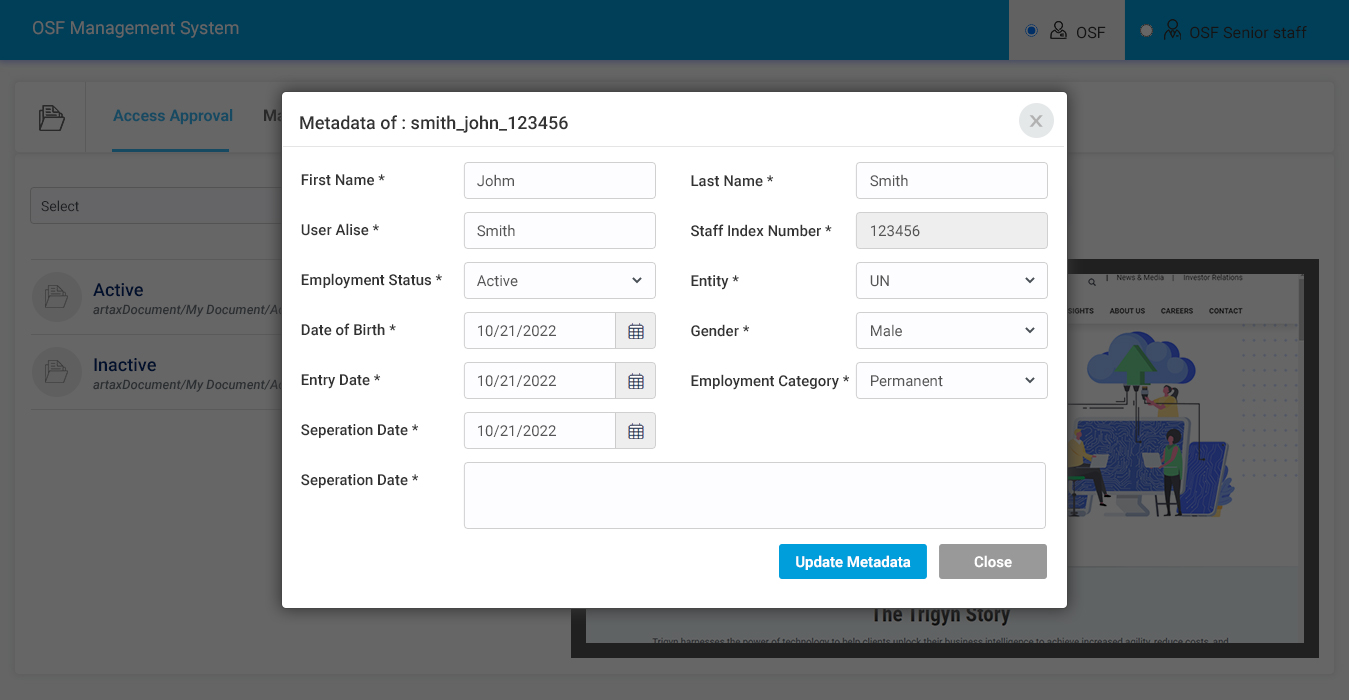 OSF Management System
OSF
OSF Senior staff
Access Approval
Metadata of : smith_john_123456
X
First Name *
Johm
Last Name *
Smith
User Alise *
Smith
Staff Index Number *
123456
Employment Status *
Active
Entity *
UN
Date of Birth *
10/21/2022
Gender *
Male
Entry Date *
10/21/2022
Employment Category *
Permanent
Seperation Date *
10/21/2022
Seperation Date *
Update Metadata
Close
Select
Active
artaxDocument/My Document/Ac
Inactive
artaxDocument/My Document/Ac
| News & Media | Investor Relations
ABOUT US CAREERS CONTACT
The Trigyn Story
Trigyn harnesses the power of technology to help clients unlock their business intelligence to achieve increased agility, reduce costs, and